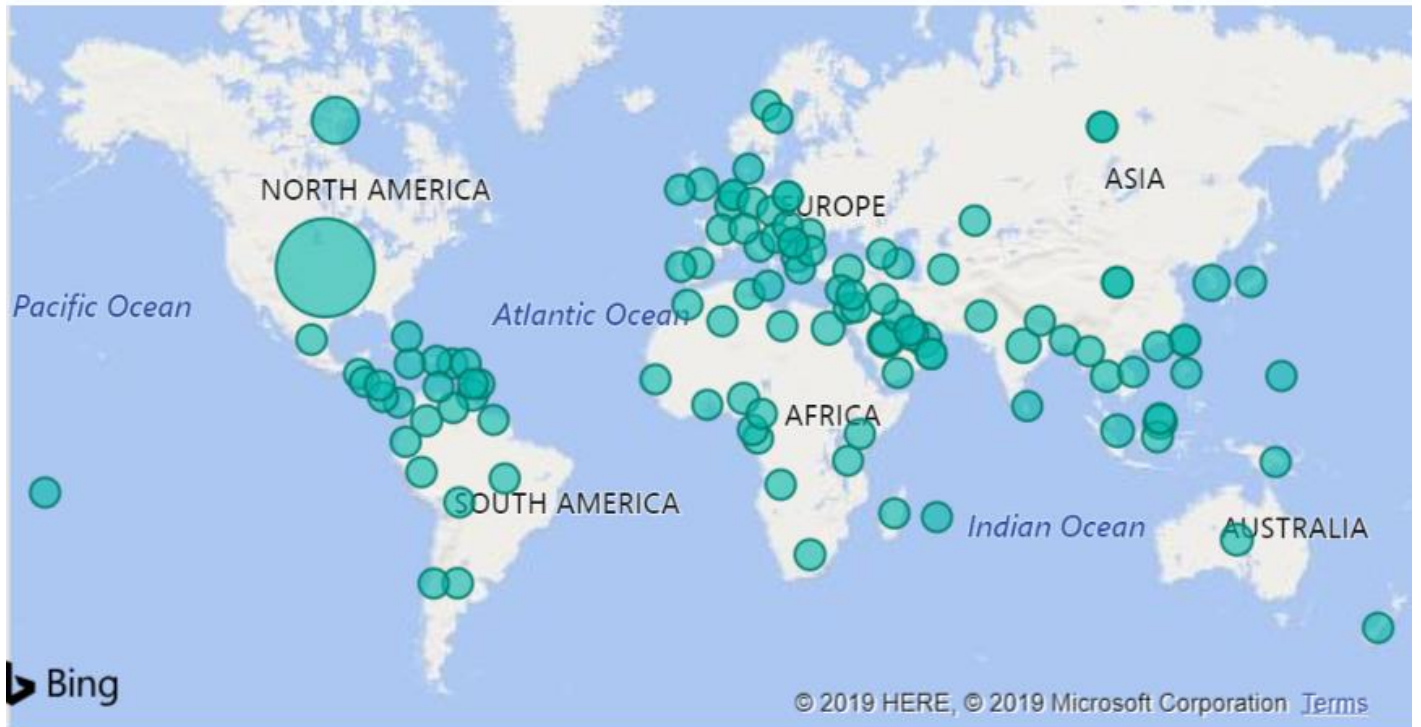 NORTH AMERICA
ASIA
EUROPE
Pacific Ocean
Atlantic Ocean
AFRICA
SOUTH AMERICA
Indian Ocean
AUSTRALIA
Bing
© 2019 HERE, © 2019 Microsoft Corporation Terms